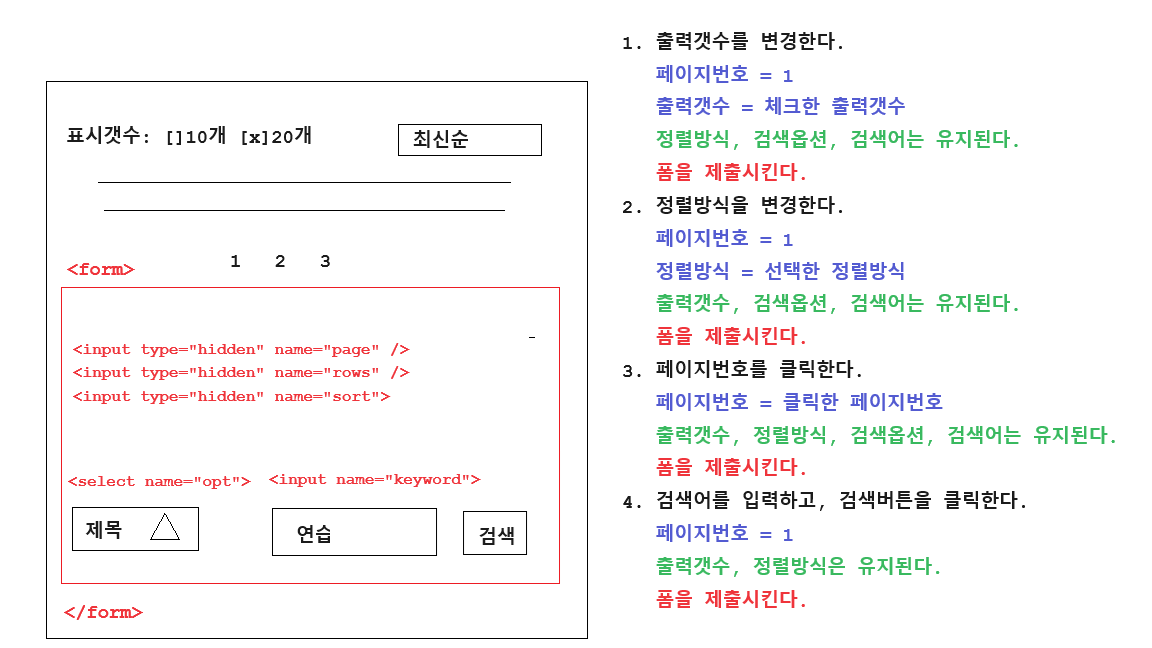 표시갯수: []10개 [x]20개
최신순
1 2 3
<form>
<input type="hidden" name="page" />
<input type="hidden" name="rows" />
<input type="hidden" name="sort">
<select name="opt"> <input name="keyword">
제목
연습
검색
</form>
1. 출력갯수를 변경한다.
페이지번호 = 1
출력갯수 = 체크한 출력갯수
정렬방식, 검색옵션, 검색어는 유지된다.
폼을 제출시킨다.
2. 정렬방식을 변경한다.
페이지번호 = 1
정렬방식 = 선택한 정렬방식
출력갯수, 검색옵션, 검색어는 유지된다.
폼을 제출시킨다.
3. 페이지번호를 클릭한다.
페이지번호 = 클릭한 페이지번호
출력갯수, 정렬방식, 검색옵션, 검색어는 유지된다.
폼을 제출시킨다.
4. 검색어를 입력하고, 검색버튼을 클릭한다.
페이지번호 = 1
출력갯수, 정렬방식은 유지된다.
폼을 제출시킨다.